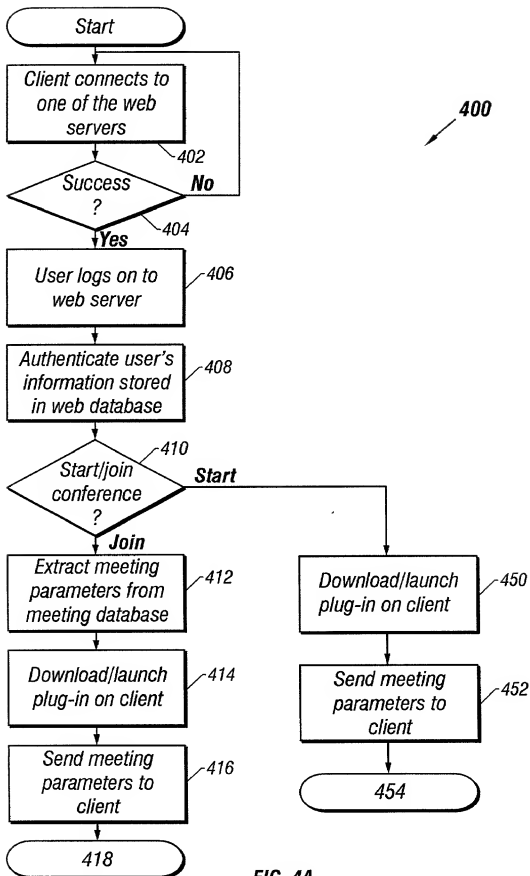 Start
Client connects to
one of the web
servers
402
400
Success
?
No
404
Yes
User logs on to
web server
406
Authenticate user's
information stored
in web database
408
410
Start/join
conference
?
Start
Join
Extract meeting
parameters from
meeting database
412
Download/launch
plug-in on client
414
Send meeting
parameters to
client
416
418
Download/launch
plug-in on client
450
Send meeting
parameters to
client
452
454
FIG. 4A